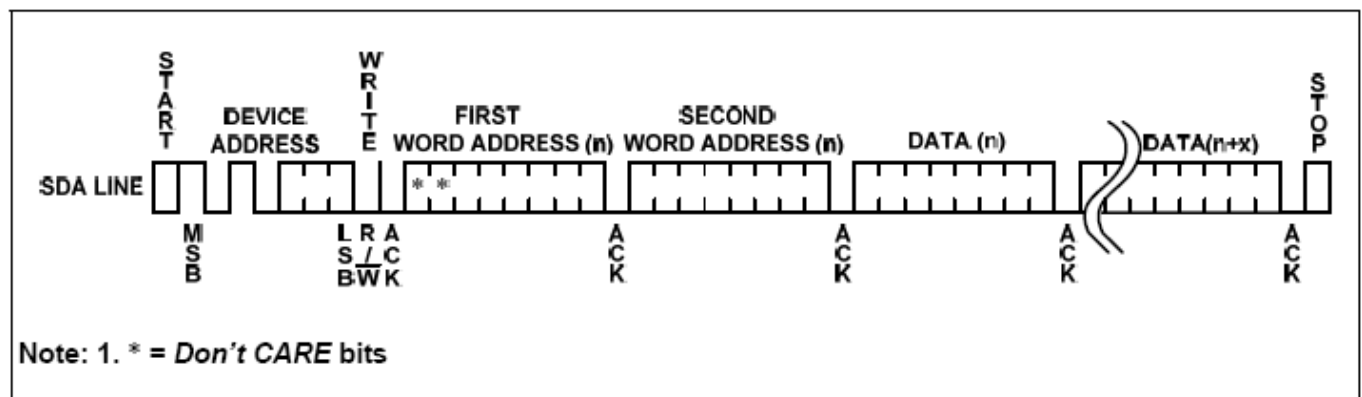 START
WRITE
STOP
DEVICE
ADDRESS
FIRST
WORD ADDRESS (n)
SECOND
WORD ADDRESS (n)
DATA (n)
DATA(n+x)
SDA LINE
* *
MSB
LSB
R/W
ACK
ACK
ACK
ACK
ACK
Note: 1. * = Don't CARE bits